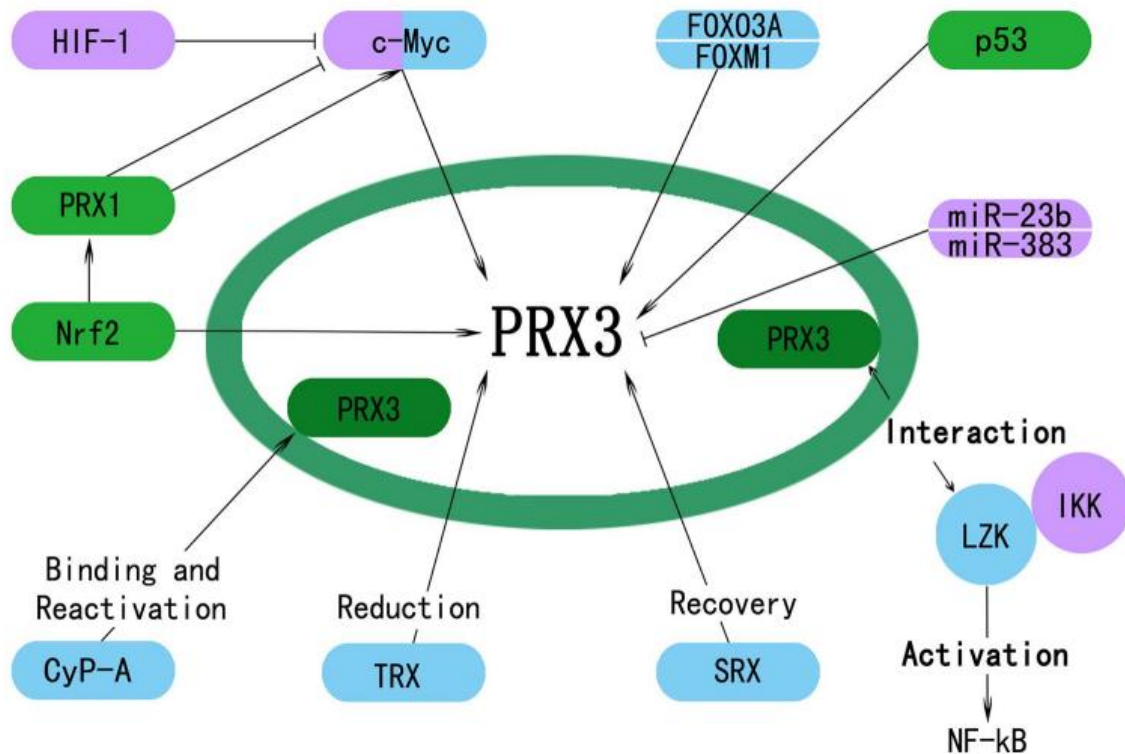 HIF-1
c-Myc
FOXO3A
FOXM1
p53
PRX1
miR-23b
miR-383
Nrf2
PRX3
PRX3
PRX3
Interaction
IKK
LZK
Binding and
Reactivation
Reduction
Recovery
CyP-A
TRX
SRX
Activation
NF-kB